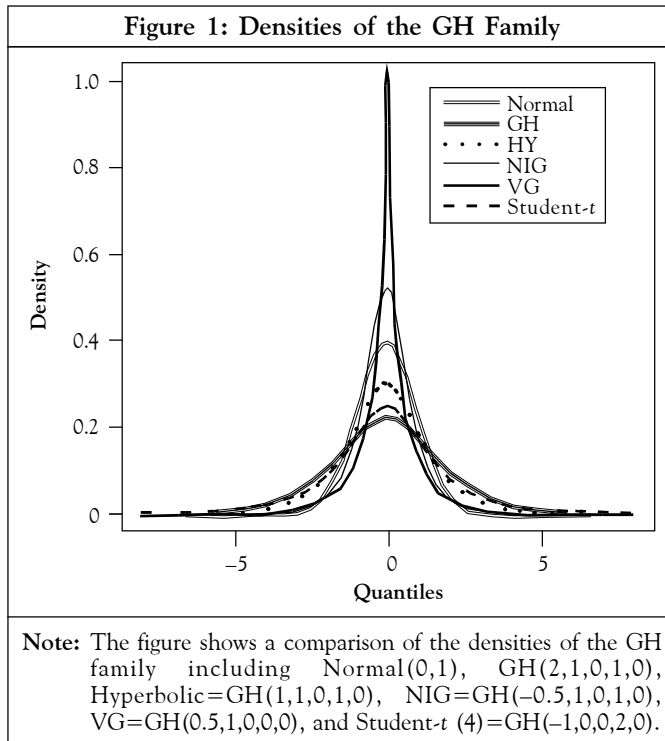 Figure 1: Densities of the GH Family
1.0
0.8
0.6
0.4
0.2
0
Density
Normal
GH
HY
NIG
VG
Student-t
–5
0
5
Quantiles
Note: The figure shows a comparison of the densities of the GH
family including Normal(0,1), GH(2,1,0,1,0),
Hyperbolic=GH(1,1,0,1,0), NIG=GH(–0.5,1,0,1,0),
VG=GH(0.5,1,0,0,0), and Student-t (4)=GH(–1,0,0,2,0).